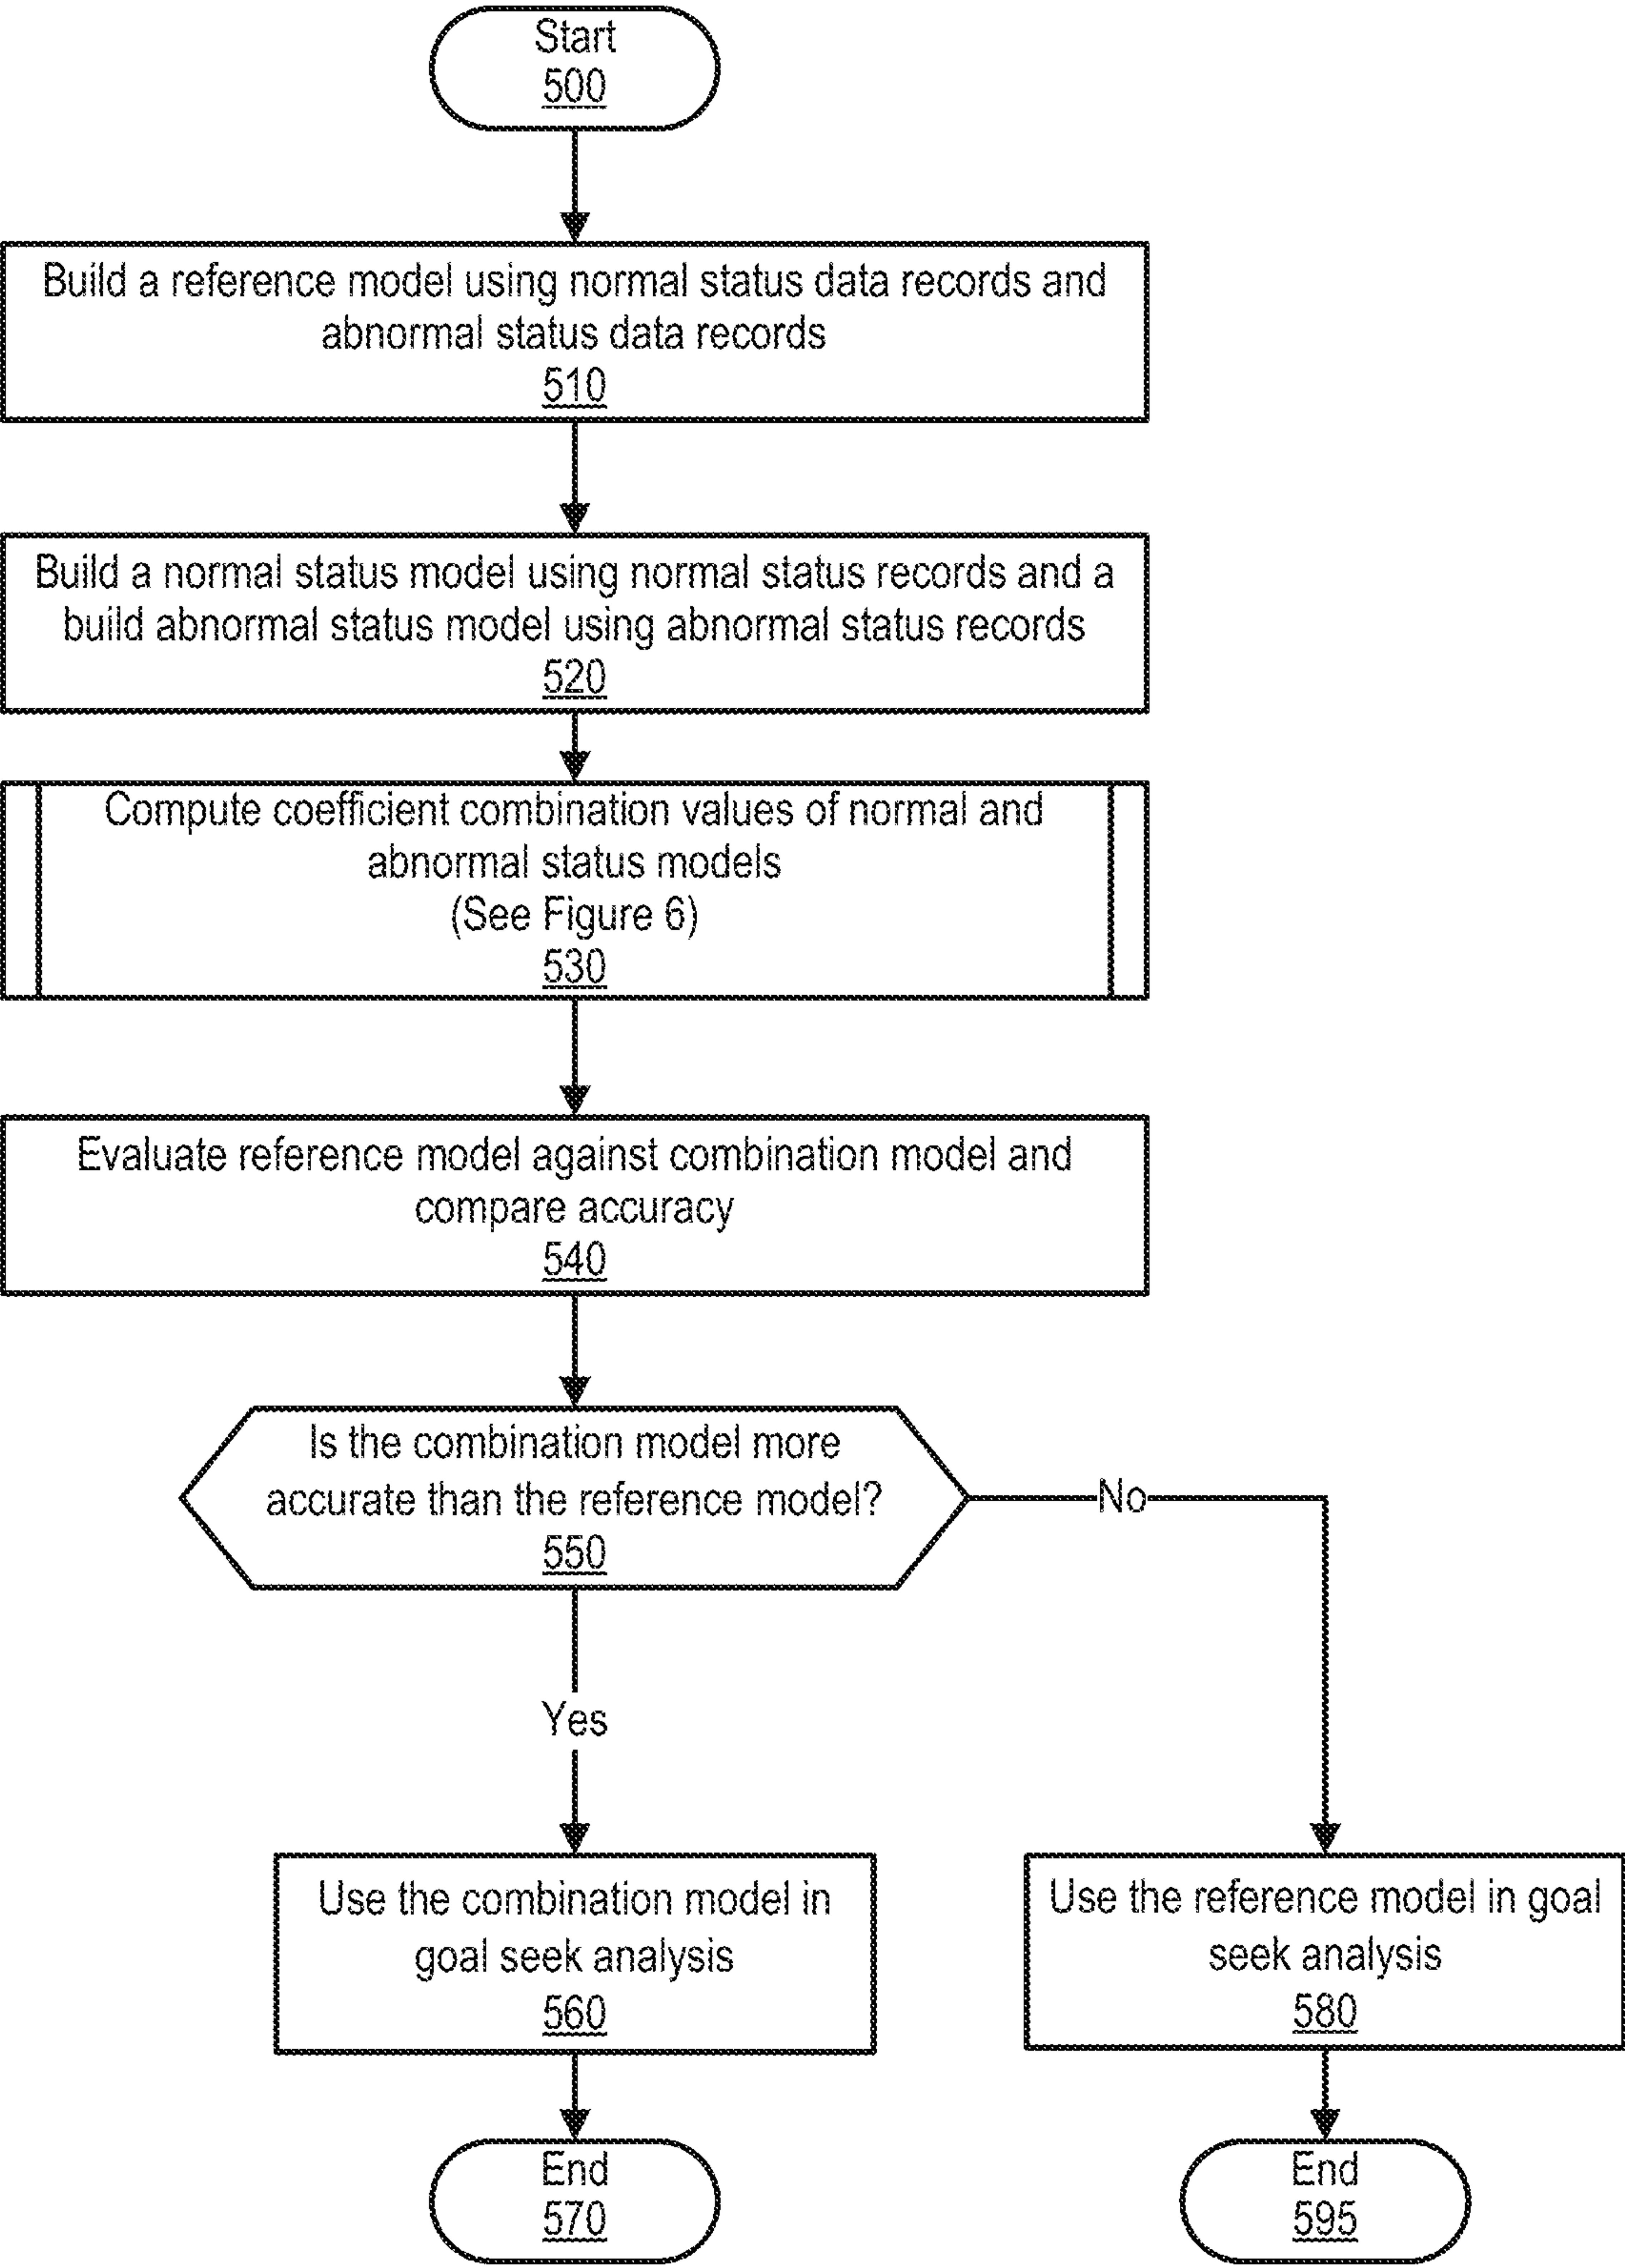 Start
500
Build a reference model using normal status data records and
abnormal status data records
510
Build a normal status model using normal status records and a
build abnormal status model using abnormal status records
520
Compute coefficient combination values of normal and
abnormal status models
(See Figure 6)
530
Evaluate reference model against combination model and
compare accuracy
540
Is the combination model more
accurate than the reference model?
550
No
Yes
Use the combination model in
goal seek analysis
560
Use the reference model in goal
seek analysis
580
End
570
End
595